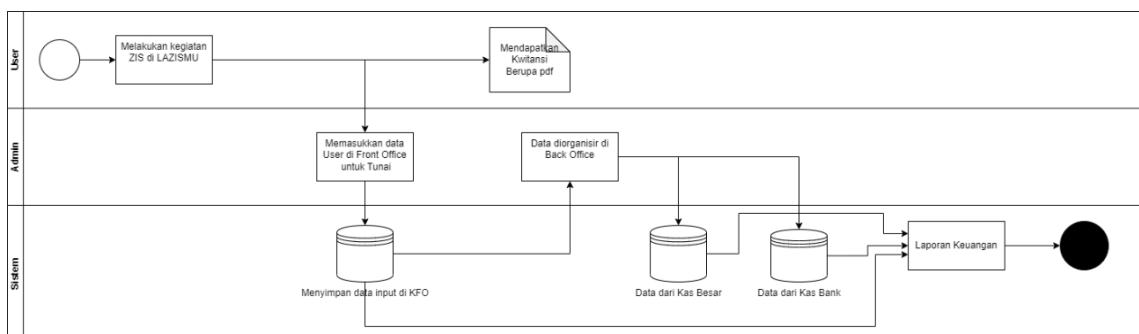 User
Melakukan kegiatan
ZIS di LAZISMU
Mendapatkan
Kwitansi
Berupa pdf
Admin
Memasukkan data
User di Front Office
untuk Tunai
Data diorganisir di
Back Office
Sistem
Menyimpan data input di KFO
Data dari Kas Besar
Data dari Kas Bank
Laporan Keuangan